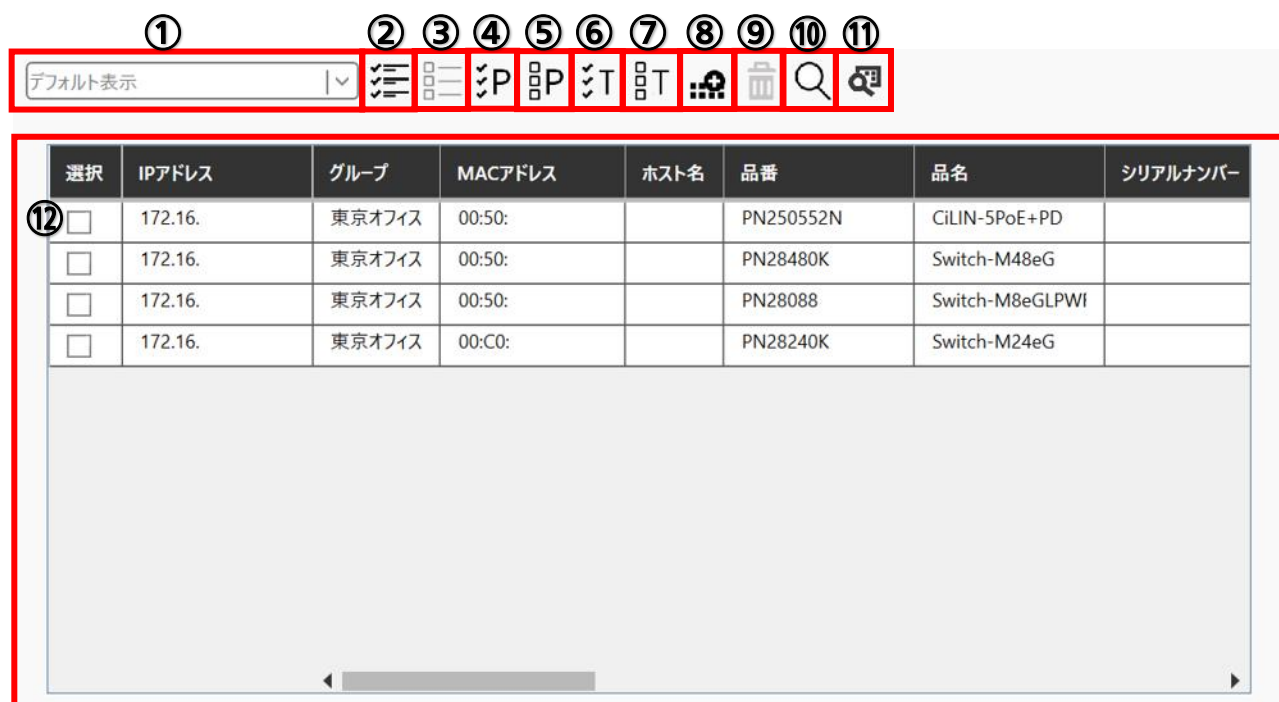 ① ② ③ ④ ⑤ ⑥ ⑦ ⑧ ⑨ ⑩ ⑪
デフォルト表示 P P T T
選択 IPアドレス グループ MACアドレス ホスト名 品番 品名 シリアルナンバー
⑫ 172.16. 東京オフィス 00:50: PN250552N CiLIN-5PoE+PD
172.16. 東京オフィス 00:50: PN28480K Switch-M48eG
172.16. 東京オフィス 00:50: PN28088 Switch-M8eGLPW
172.16. 東京オフィス 00:C0: PN28240K Switch-M24eG